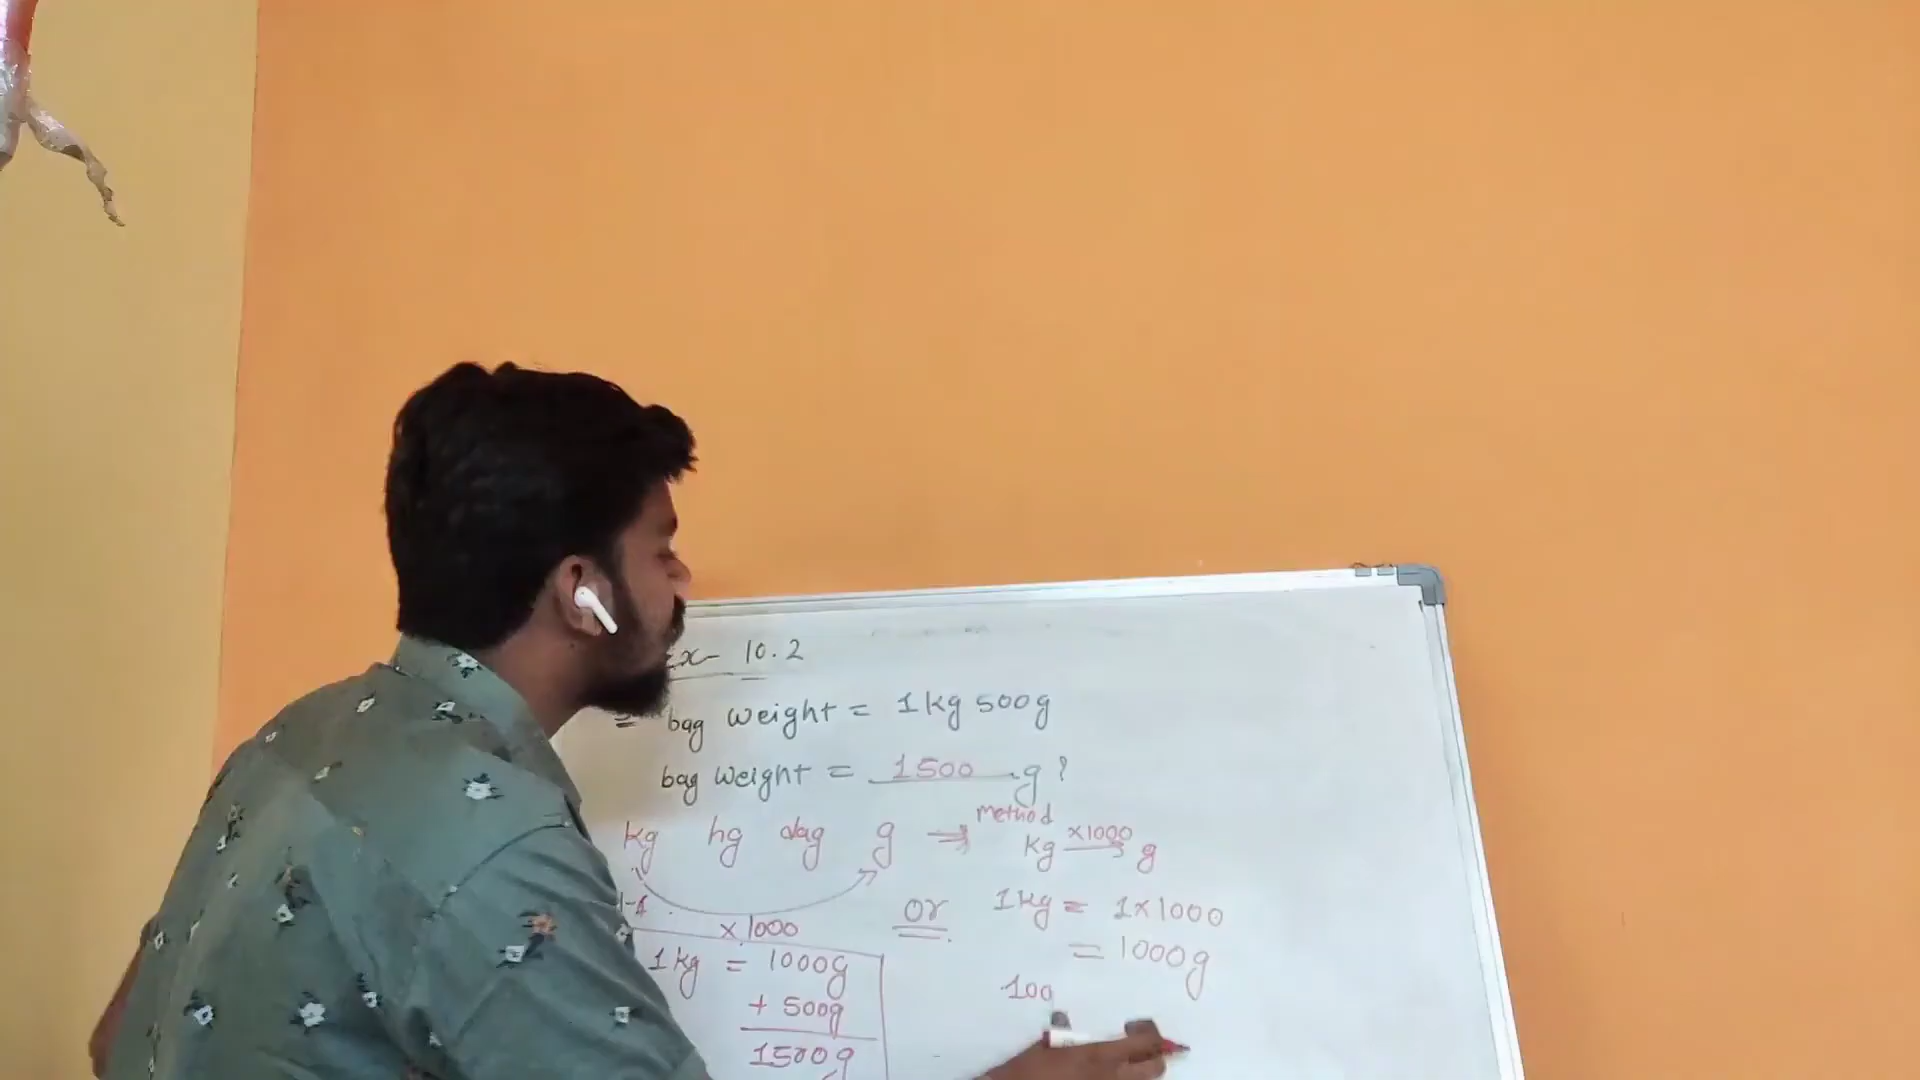 Ex- 10.2
= bag weight = 1kg 500g
bag weight = 1500 g ?
kg hg dag g → method kg ×1000 → g
×1000
1kg = 1000g
+ 500g
1500g
or
1kg = 1×1000
= 1000g
100